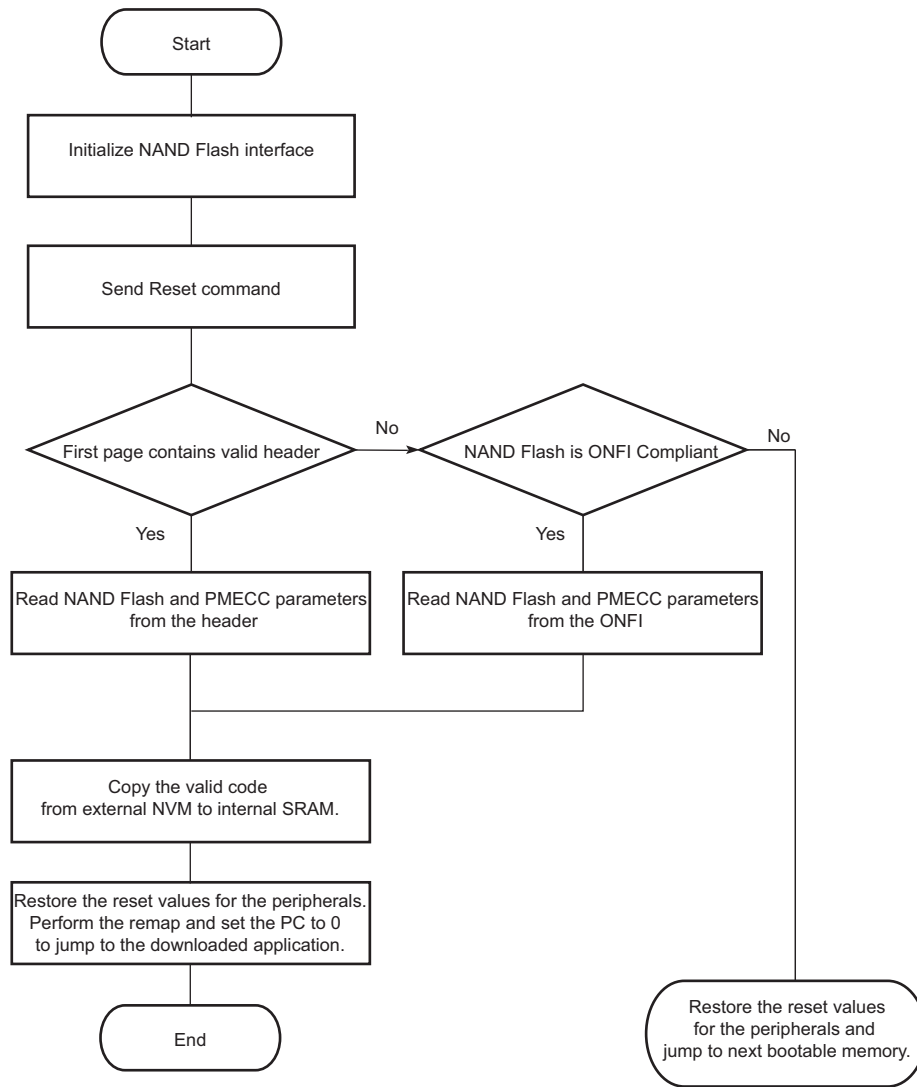 Start
Initialize NAND Flash interface
Send Reset command
First page contains valid header
No
NAND Flash is ONFI Compliant
No
Yes
Yes
Read NAND Flash and PMECC parameters
from the header
Read NAND Flash and PMECC parameters
from the ONFI
Copy the valid code
from external NVM to internal SRAM.
Restore the reset values for the peripherals.
Perform the remap and set the PC to 0
to jump to the downloaded application.
End
Restore the reset values
for the peripherals and
jump to next bootable memory.